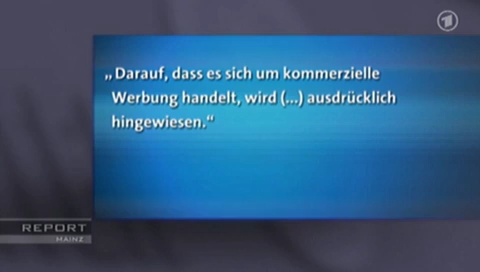 „Darauf, dass es sich um kommerzielle
Werbung handelt, wird (...) ausdrücklich
hingewiesen.“
REPORT
MAINZ